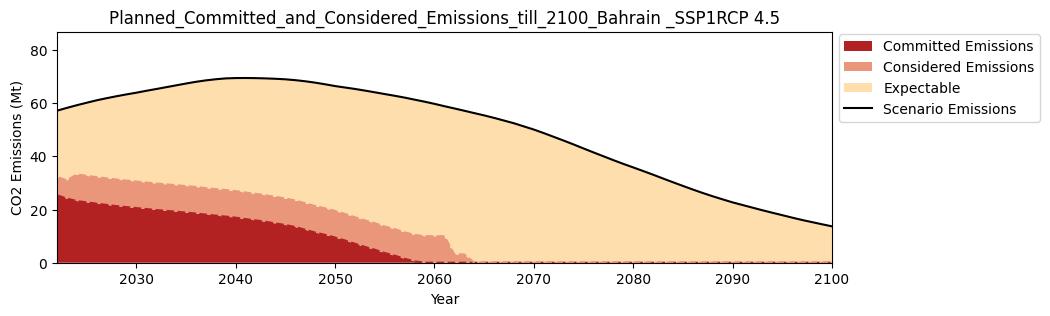 Planned_Committed_and_Considered_Emissions_till_2100_Bahrain _SSP1RCP 4.5
Committed Emissions
Considered Emissions
Expectable
Scenario Emissions
CO2 Emissions (Mt)
80
60
40
20
0
2030 2040 2050 2060 2070 2080 2090 2100
Year